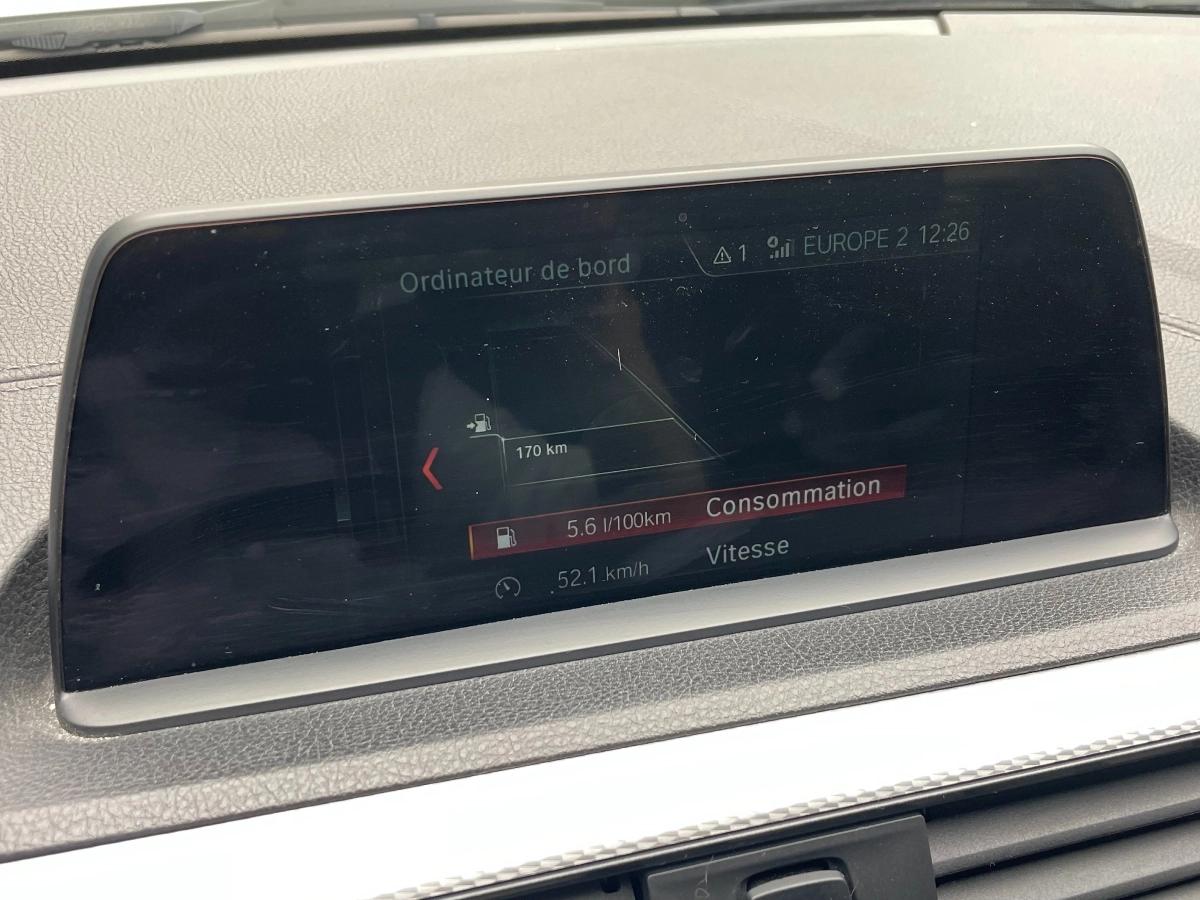 Ordinateur de bord
1 EUROPE 2 12:26
170 km
5.6 l/100km Consommation
52.1 km/h Vitesse